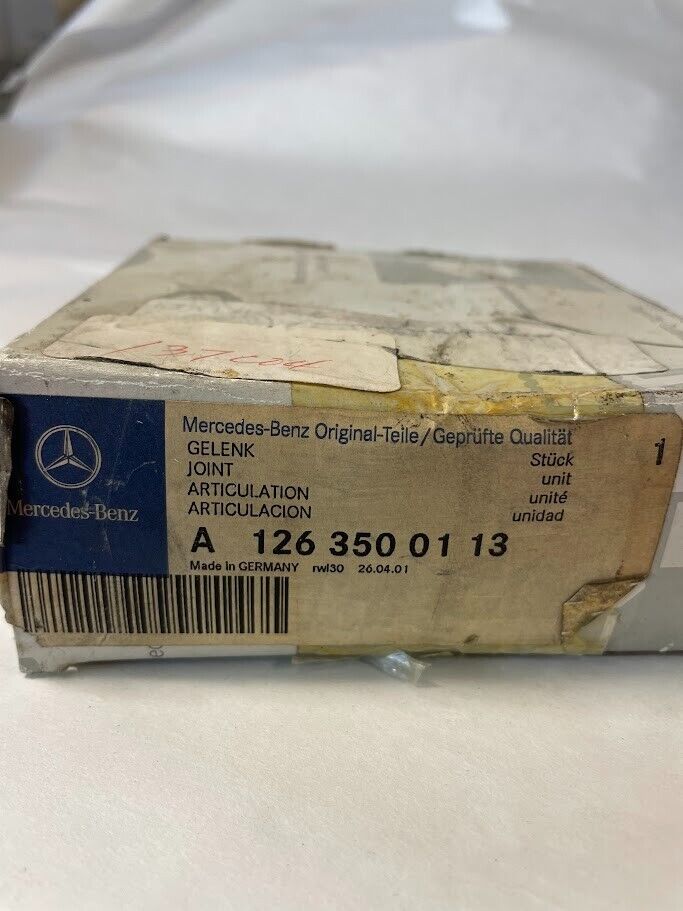 Mercedes-Benz
Mercedes-Benz Original-Teile/Geprüfte Qualität
GELENK Stück 1
JOINT unit
ARTICULATION unité
ARTICULACION unidad
A 126 350 01 13
Made in GERMANY rwl30 26.04.01